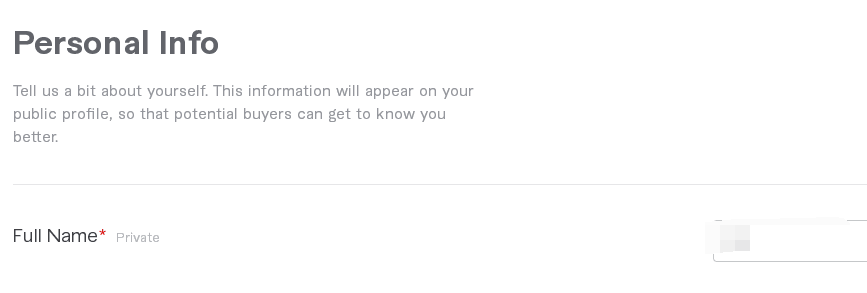 Personal Info
Tell us a bit about yourself. This information will appear on your
public profile, so that potential buyers can get to know you
better.
Full Name* Private